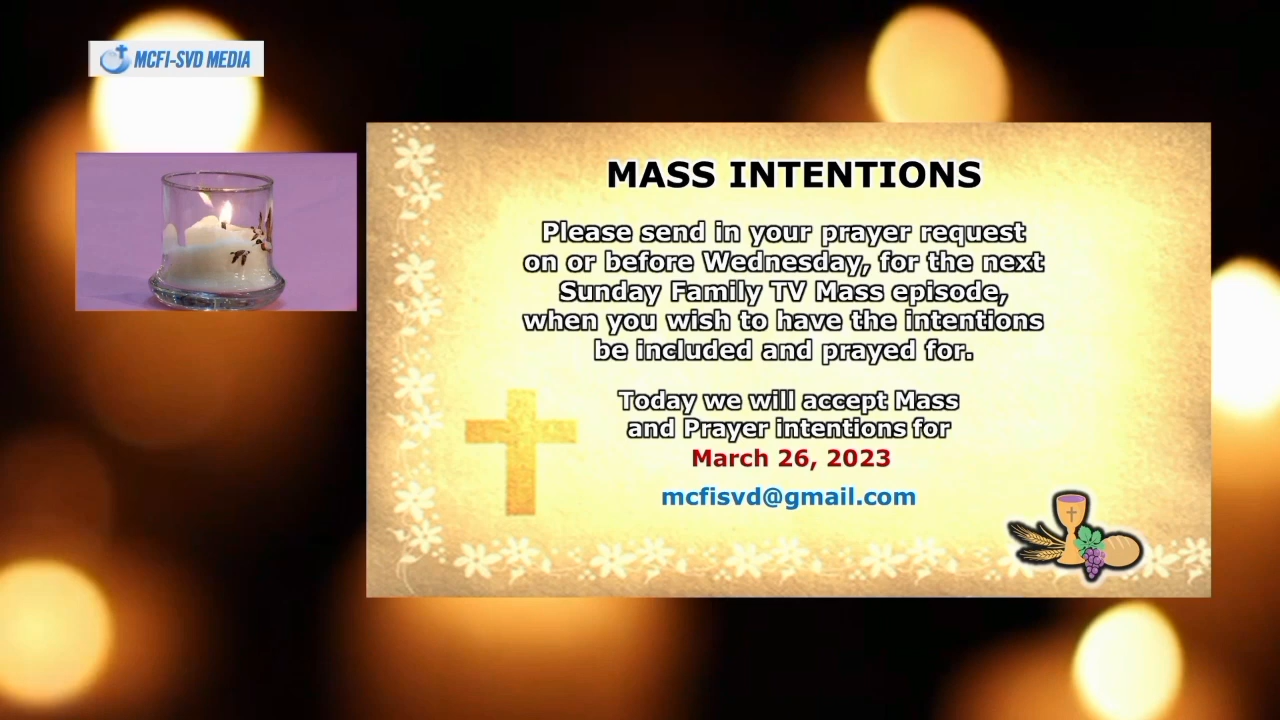 MCFI-SVD MEDIA
MASS INTENTIONS
Please send in your prayer request
on or before Wednesday, for the next
Sunday Family TV Mass episode,
when you wish to have the intentions
be included and prayed for.
Today we will accept Mass
and Prayer intentions for
March 26, 2023
mcfisvd@gmail.com